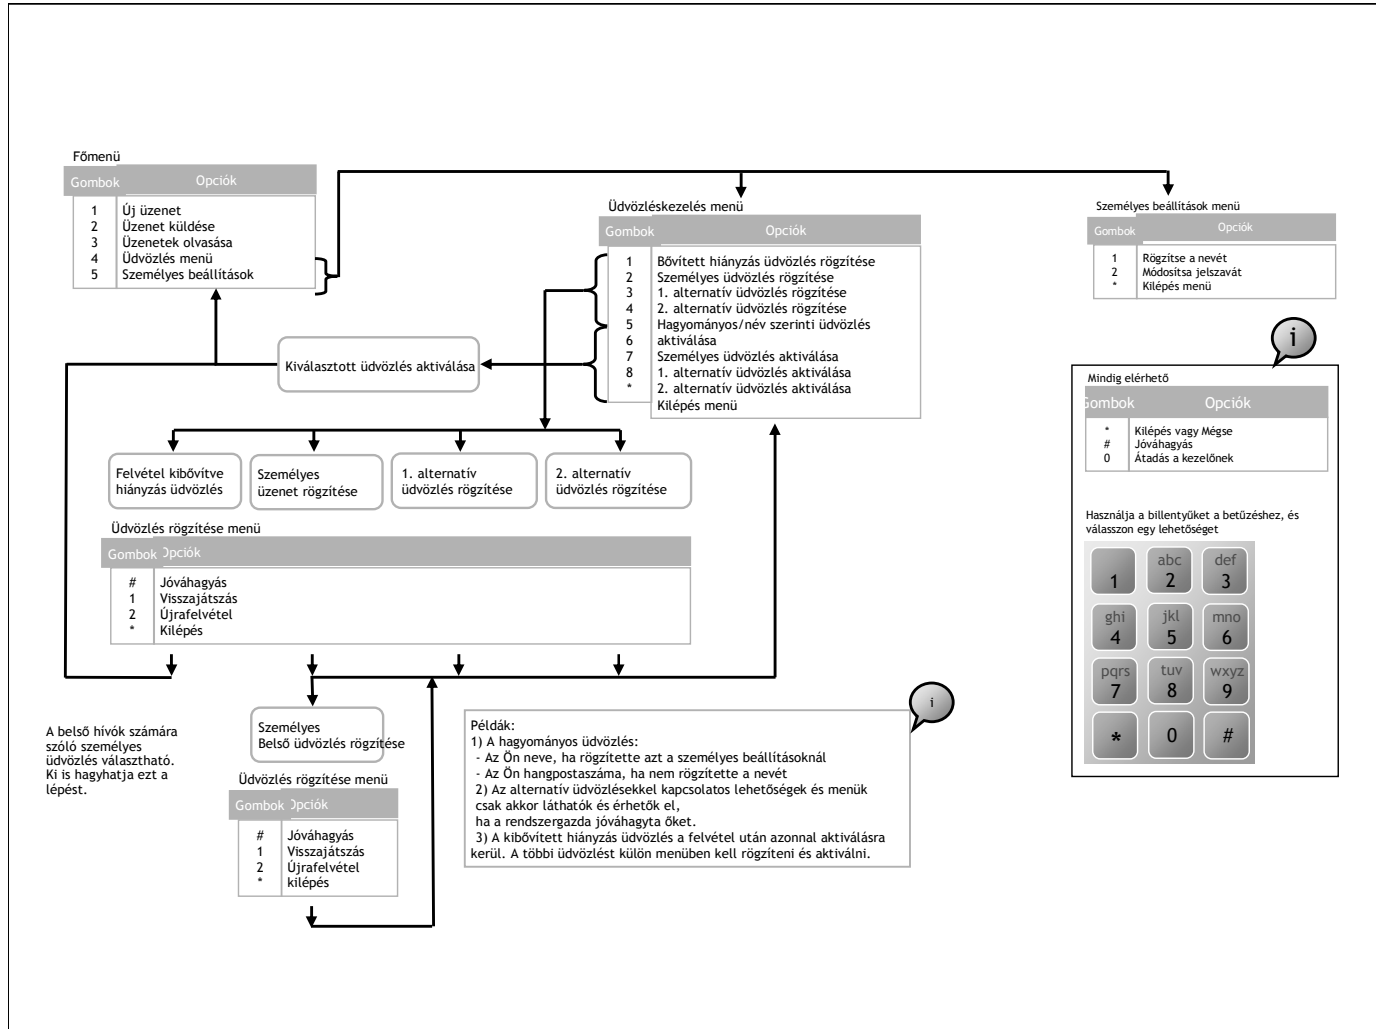 Főmenü
Gombok Opciók
1 Új üzenet
2 Üzenet küldése
3 Üzenetek olvasása
4 Üdvözlés menü
5 Személyes beállítások
Üdvözléskezelés menü
Gombok Opciók
1 Bővített hiányzás üdvözlés rögzítése
2 Személyes üdvözlés rögzítése
3 1. alternatív üdvözlés rögzítése
4 2. alternatív üdvözlés rögzítése
5 Hagyományos/név szerinti üdvözlés
6 aktiválása
7 Személyes üdvözlés aktiválása
8 1. alternatív üdvözlés aktiválása
* 2. alternatív üdvözlés aktiválása
Kilépés menü
Személyes beállítások menü
Gombok Opciók
1 Rögzítse a nevét
2 Módosítsa jelszavát
* Kilépés menü
Kiválasztott üdvözlés aktiválása
Felvétel kibővítve
hiányzás üdvözlés
Személyes
üzenet rögzítése
1. alternatív
üdvözlés rögzítése
2. alternatív
üdvözlés rögzítése
Üdvözlés rögzítése menü
Gombok Opciók
# Jóváhagyás
1 Visszajátszás
2 Újrafelvétel
* Kilépés
A belső hívók számára
szóló személyes
üdvözlés választható.
Ki is hagyhatja ezt a
lépést.
Személyes
Belső üdvözlés rögzítése
Üdvözlés rögzítése menü
Gombok Opciók
# Jóváhagyás
1 Visszajátszás
2 Újrafelvétel
* kilépés
i
Példák:
1) A hagyományos üdvözlés:
- Az Ön neve, ha rögzítette azt a személyes beállításoknál
- Az Ön hangpostaszáma, ha nem rögzítette a nevét
2) Az alternatív üdvözlésekkel kapcsolatos lehetőségek és menük
csak akkor láthatók és érhetők el,
ha a rendszergazda jóváhagyta őket.
3) A kibővített hiányzás üdvözlés a felvétel után azonnal aktiválásra
kerül. A többi üdvözlést külön menüben kell rögzíteni és aktiválni.
i
Mindig elérhető
Gombok Opciók
* Kilépés vagy Mégse
# Jóváhagyás
0 Átadás a kezelőnek
Használja a billentyűket a betűzéshez, és
válasszon egy lehetőséget
abc def
1 2 3
ghi jkl mno
4 5 6
pqrs tuv wxyz
7 8 9
* 0 #